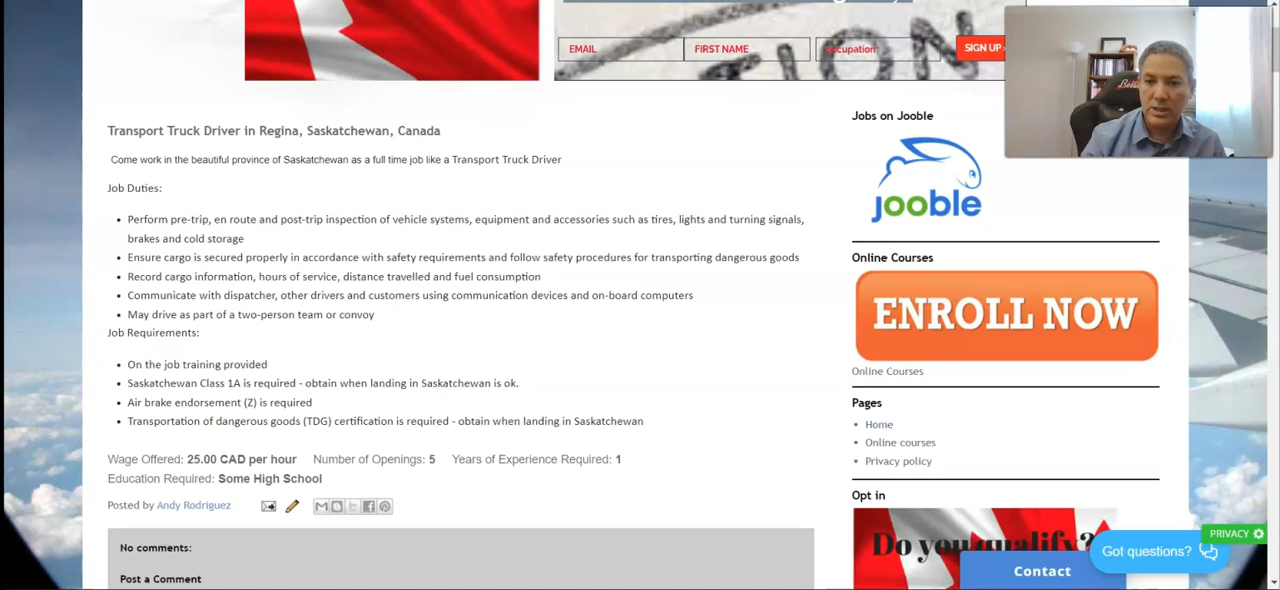 EMAIL
FIRST NAME
occupation
SIGN UP
TION
Transport Truck Driver in Regina, Saskatchewan, Canada
Come work in the beautiful province of Saskatchewan as a full time job like a Transport Truck Driver
Job Duties:
• Perform pre-trip, en route and post-trip inspection of vehicle systems, equipment and accessories such as tires, lights and turning signals,
brakes and cold storage
• Ensure cargo is secured properly in accordance with safety requirements and follow safety procedures for transporting dangerous goods
• Record cargo information, hours of service, distance travelled and fuel consumption
• Communicate with dispatcher, other drivers and customers using communication devices and on-board computers
• May drive as part of a two-person team or convoy
Job Requirements:
• On the job training provided
• Saskatchewan Class 1A is required - obtain when landing in Saskatchewan is ok.
• Air brake endorsement (Z) is required
• Transportation of dangerous goods (TDG) certification is required - obtain when landing in Saskatchewan
Wage Offered: 25.00 CAD per hour Number of Openings: 5 Years of Experience Required: 1
Education Required: Some High School
Posted by Andy Rodriguez
No comments:
Post a Comment
Jobs on Jooble
jooble
Online Courses
ENROLL NOW
Online Courses
Pages
• Home
• Online courses
• Privacy policy
Opt in
Do you qualify?
PRIVACY
Got questions?
Contact